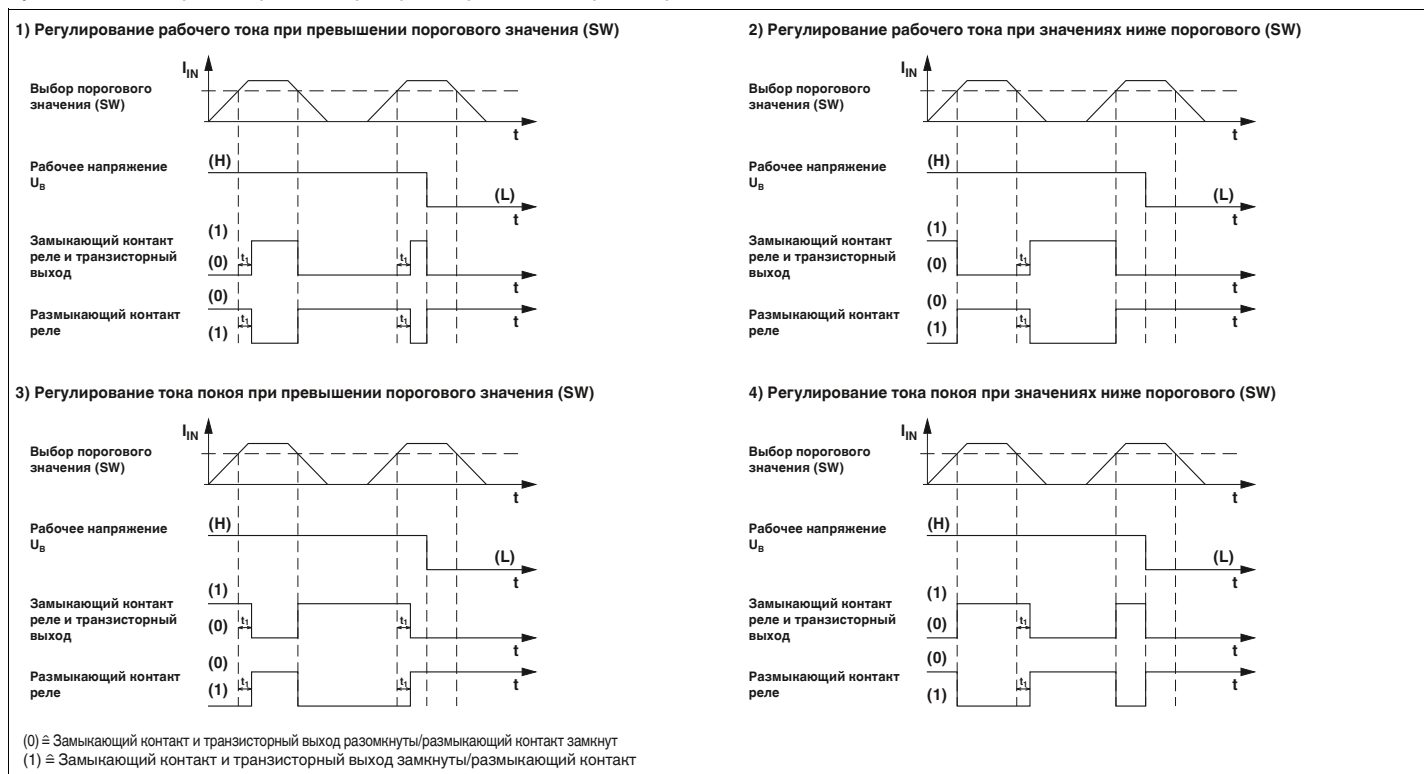 1) Регулирование рабочего тока при превышении порогового значения (SW)
I_IN
Выбор порогового
значения (SW)
t
Рабочее напряжение
U_B
(H)
(L)
t
Замыкающий контакт
реле и транзисторный
выход
(1)
(0)
t₁
t₁
t
Размыкающий контакт
реле
(0)
(1)
t₁
t₁
t
2) Регулирование рабочего тока при значениях ниже порогового (SW)
I_IN
Выбор порогового
значения (SW)
t
Рабочее напряжение
U_B
(H)
(L)
t
Замыкающий контакт
реле и транзисторный
выход
(1)
(0)
t₁
t
Размыкающий контакт
реле
(0)
(1)
t₁
t
3) Регулирование тока покоя при превышении порогового значения (SW)
I_IN
Выбор порогового
значения (SW)
t
Рабочее напряжение
U_B
(H)
(L)
t
Замыкающий контакт
реле и транзисторный
выход
(1)
(0)
t₁
t₁
t
Размыкающий контакт
реле
(0)
(1)
t₁
t₁
t
4) Регулирование тока покоя при значениях ниже порогового (SW)
I_IN
Выбор порогового
значения (SW)
t
Рабочее напряжение
U_B
(H)
(L)
t
Замыкающий контакт
реле и транзисторный
выход
(1)
(0)
t₁
t
Размыкающий контакт
реле
(0)
(1)
t₁
t
(0) ≙ Замыкающий контакт и транзисторный выход разомкнуты/размыкающий контакт замкнут
(1) ≙ Замыкающий контакт и транзисторный выход замкнуты/размыкающий контакт